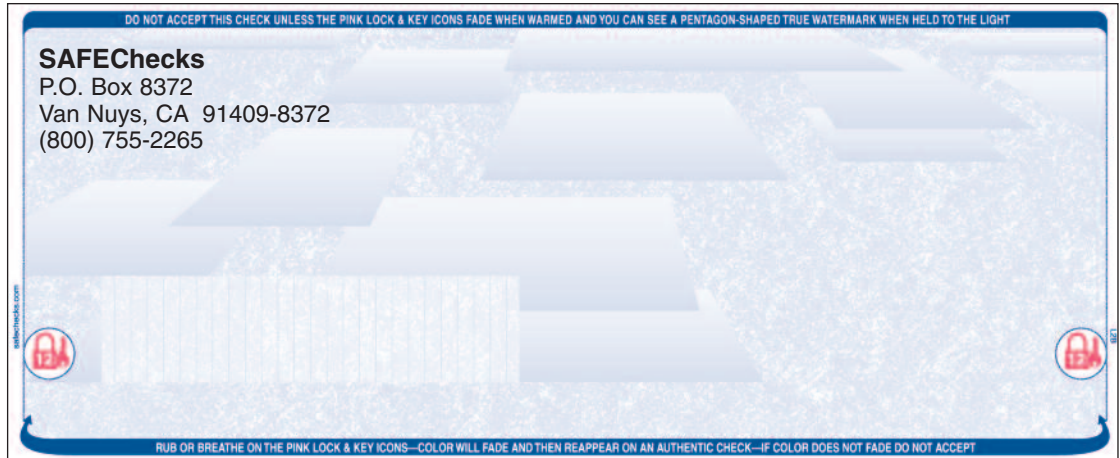 DO NOT ACCEPT THIS CHECK UNLESS THE PINK LOCK & KEY ICONS FADE WHEN WARMED AND YOU CAN SEE A PENTAGON-SHAPED TRUE WATERMARK WHEN HELD TO THE LIGHT
SAFEChecks
P.O. Box 8372
Van Nuys, CA 91409-8372
(800) 755-2265
safechecks.com
RUB OR BREATHE ON THE PINK LOCK & KEY ICONS—COLOR WILL FADE AND THEN REAPPEAR ON AN AUTHENTIC CHECK—IF COLOR DOES NOT FADE DO NOT ACCEPT